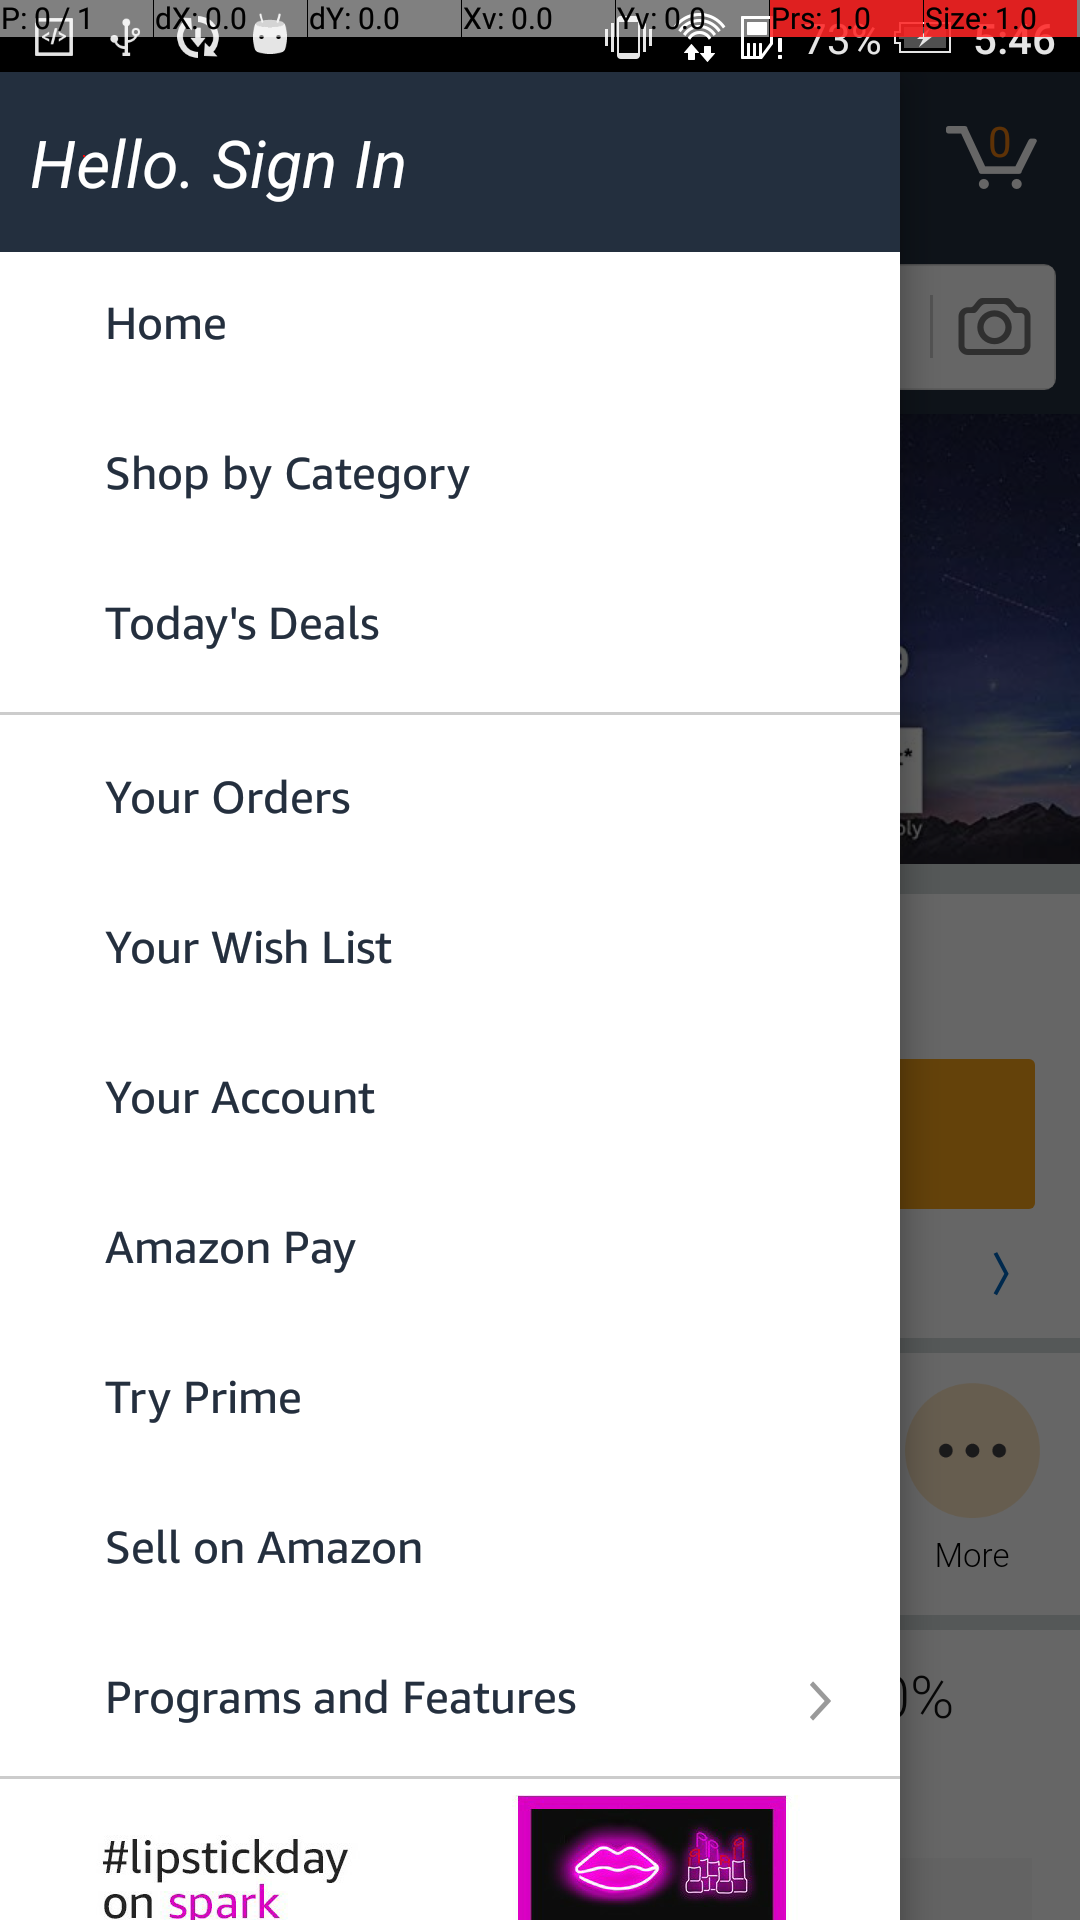 P: 0 / 1 dX: 0.0 dY: 0.0 Xv: 0.0 Yv: 0.0 Prs: 1.0 Size: 1.0
73% 5:46
Hello. Sign In
0
Home
Shop by Category
Today's Deals
Your Orders
Your Wish List
Your Account
Amazon Pay
Try Prime
Sell on Amazon
More
Programs and Features
%
#lipstickday
on spark